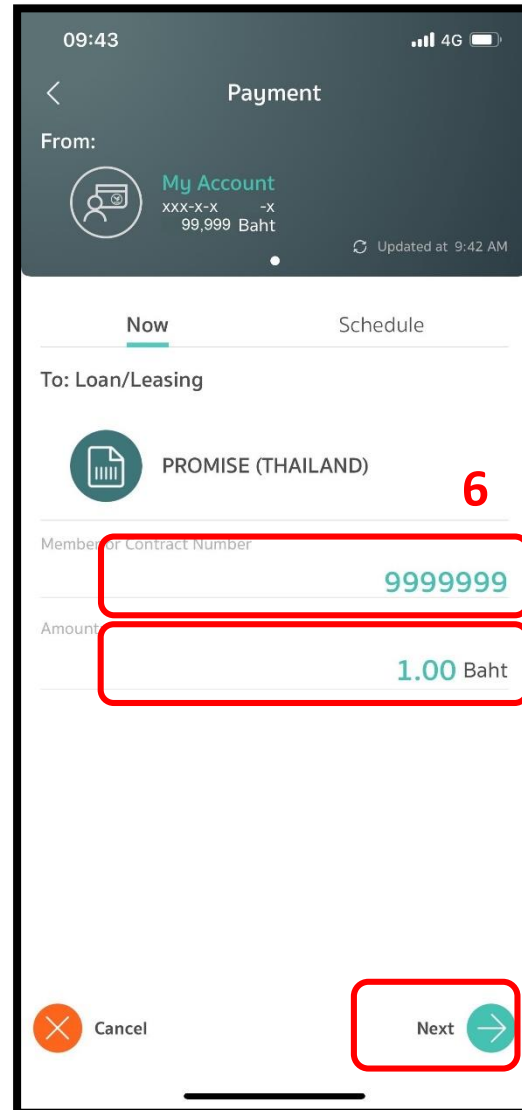 09:43 4G
Payment
From:
My Account
xxx-x-x -x
99,999 Baht
Updated at 9:42 AM
Now Schedule
To: Loan/Leasing
PROMISE (THAILAND)
6
Member or Contract Number
9999999
Amount
1.00 Baht
Cancel Next